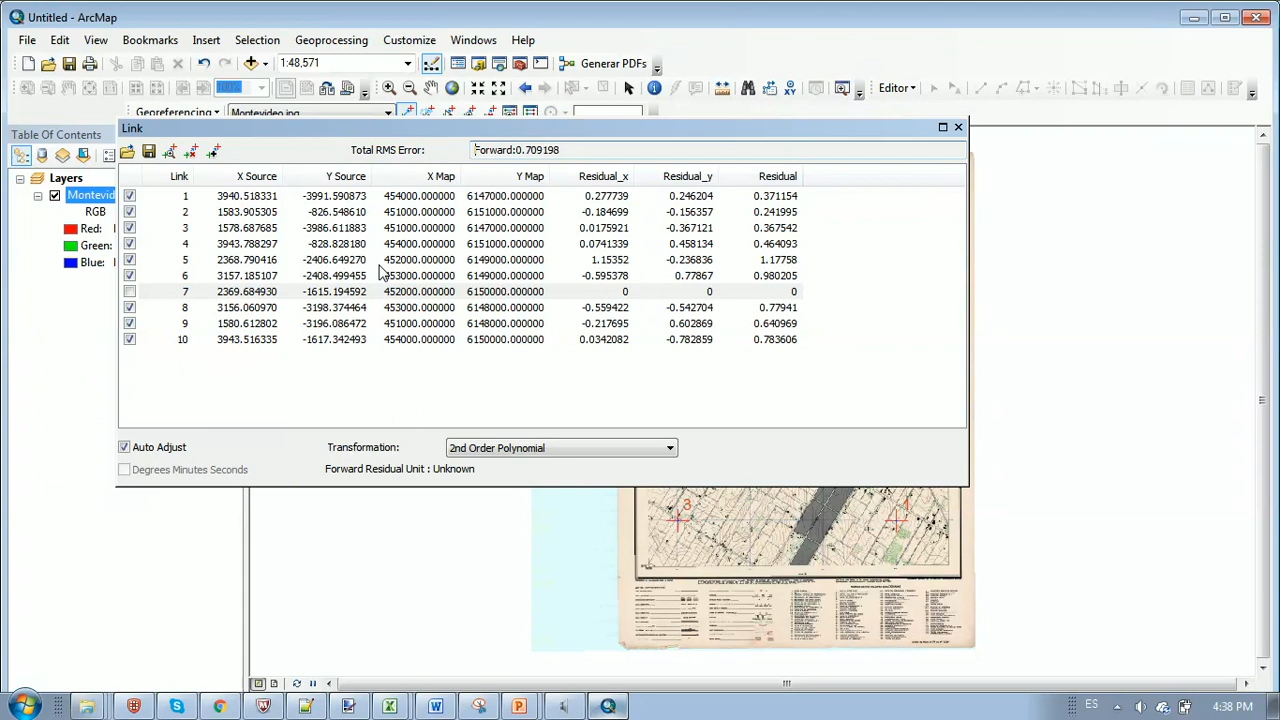 Untitled - ArcMap
File Edit View Bookmarks Insert Selection Geoprocessing Customize Windows Help
1:48,571 Generar PDFs
100% Editor
Georeferencing Montevideo.jpg
Table Of Contents
Layers
Montevid
RGB
Red:
Green:
Blue:
Link
Total RMS Error: Forward:0.709198
Link X Source Y Source X Map Y Map Residual_x Residual_y Residual
1 3940.518331 -3991.590873 454000.000000 6147000.000000 0.277739 0.246204 0.371154
2 1583.905305 -826.548610 451000.000000 6151000.000000 -0.184699 -0.156357 0.241995
3 1578.687685 -3986.611883 451000.000000 6147000.000000 0.0175921 -0.367121 0.367542
4 3943.788297 -828.828180 454000.000000 6151000.000000 0.0741339 0.458134 0.464093
5 2368.790416 -2406.649270 452000.000000 6149000.000000 1.15352 -0.236836 1.17758
6 3157.185107 -2408.499455 453000.000000 6149000.000000 -0.595378 0.77867 0.980205
7 2369.684930 -1615.194592 452000.000000 6150000.000000 0 0 0
8 3156.060970 -3198.374464 453000.000000 6148000.000000 -0.559422 -0.542704 0.77941
9 1580.612802 -3196.086472 451000.000000 6148000.000000 -0.217695 0.602869 0.640969
10 3943.516335 -1617.342493 454000.000000 6150000.000000 0.0342082 -0.782859 0.783606
Auto Adjust Transformation: 2nd Order Polynomial
Degrees Minutes Seconds Forward Residual Unit : Unknown
3 1
ES 4:38 PM